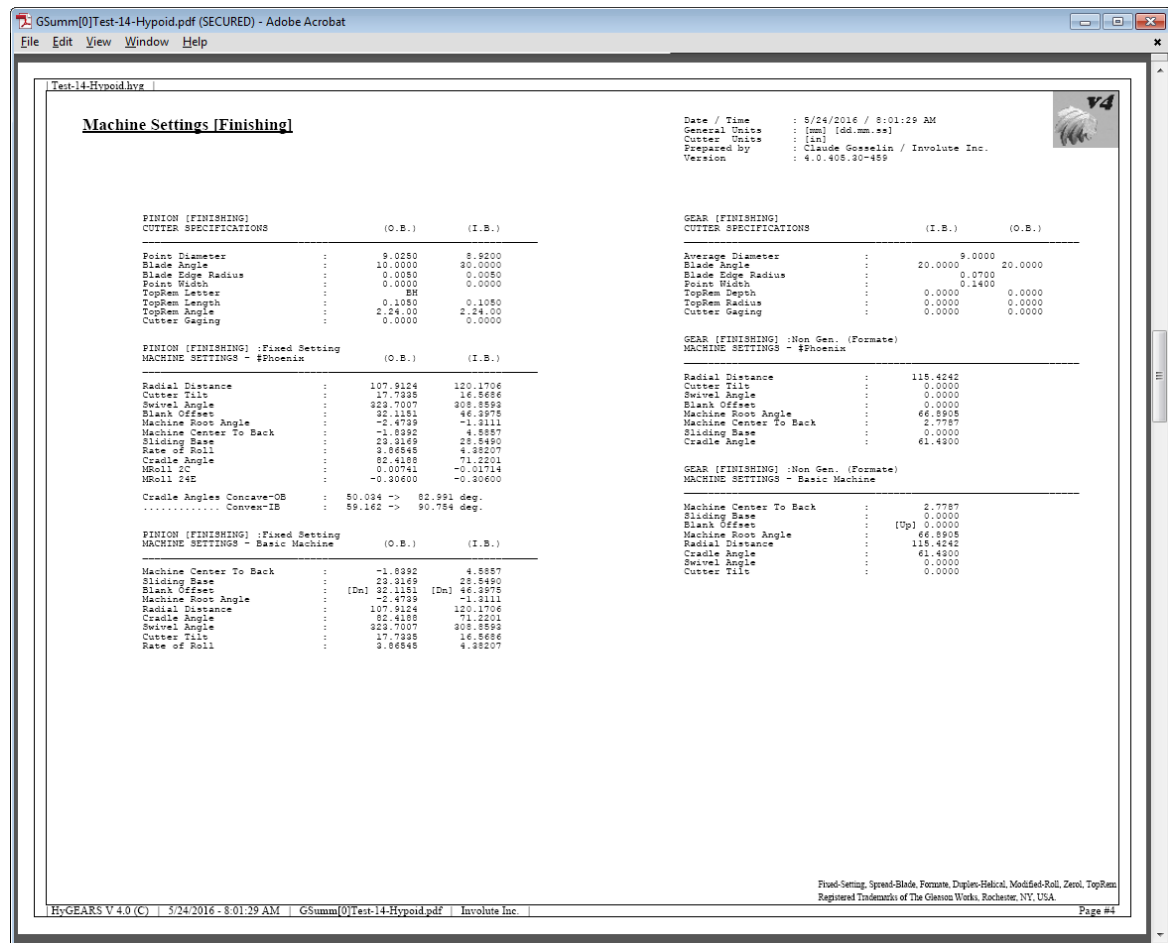 GSumm[0]Test-14-Hypoid.pdf (SECURED) - Adobe Acrobat
File Edit View Window Help
| Test-14-Hypoid.hyg |
Machine Settings [Finishing]
V4
Date / Time : 5/24/2016 / 8:01:29 AM
General Units : [mm] [dd.mm.ss]
Cutter Units : [in]
Prepared by : Claude Gosselin / Involute Inc.
Version : 4.0.405.30-459
PINION [FINISHING]
CUTTER SPECIFICATIONS (O.B.) (I.B.)
Point Diameter : 9.0250 8.9200
Blade Angle : 10.0000 30.0000
Blade Edge Radius : 0.0050 0.0050
Point Width : 0.0000 0.0000
TopRem Letter : BH
TopRem Length : 0.1050 0.1050
TopRem Angle : 2.24.00 2.24.00
Cutter Gaging : 0.0000 0.0000
PINION [FINISHING] :Fixed Setting
MACHINE SETTINGS - #Phoenix (O.B.) (I.B.)
Radial Distance : 107.9124 120.1706
Cutter Tilt : 17.7335 16.5686
Swivel Angle : 323.7007 308.8593
Blank Offset : 32.1151 46.3975
Machine Root Angle : -2.4739 -1.3111
Machine Center To Back : -1.8392 4.5857
Sliding Base : 23.3169 28.5490
Rate of Roll : 3.86545 4.38207
Cradle Angle : 82.4188 71.2201
MRoll 2C : 0.00741 -0.01714
MRoll 24E : -0.30600 -0.30600
Cradle Angles Concave-OB : 50.034 -> 82.991 deg.
............. Convex-IB : 59.162 -> 90.754 deg.
PINION [FINISHING] :Fixed Setting
MACHINE SETTINGS - Basic Machine (O.B.) (I.B.)
Machine Center To Back : -1.8392 4.5857
Sliding Base : 23.3169 28.5490
Blank Offset : [Dn] 32.1151 [Dn] 46.3975
Machine Root Angle : -2.4739 -1.3111
Radial Distance : 107.9124 120.1706
Cradle Angle : 82.4188 71.2201
Swivel Angle : 323.7007 308.8593
Cutter Tilt : 17.7335 16.5686
Rate of Roll : 3.86545 4.38207
GEAR [FINISHING]
CUTTER SPECIFICATIONS (I.B.) (O.B.)
Average Diameter : 9.0000
Blade Angle : 20.0000 20.0000
Blade Edge Radius : 0.0700
Point Width : 0.1400
TopRem Depth : 0.0000 0.0000
TopRem Radius : 0.0000 0.0000
Cutter Gaging : 0.0000 0.0000
GEAR [FINISHING] :Non Gen. (Formate)
MACHINE SETTINGS - #Phoenix
Radial Distance : 115.4242
Cutter Tilt : 0.0000
Swivel Angle : 0.0000
Blank Offset : 0.0000
Machine Root Angle : 66.8905
Machine Center To Back : 2.7787
Sliding Base : 0.0000
Cradle Angle : 61.4300
GEAR [FINISHING] :Non Gen. (Formate)
MACHINE SETTINGS - Basic Machine
Machine Center To Back : 2.7787
Sliding Base : 0.0000
Blank Offset : [Up] 0.0000
Machine Root Angle : 66.8905
Radial Distance : 115.4242
Cradle Angle : 61.4300
Swivel Angle : 0.0000
Cutter Tilt : 0.0000
Fixed-Setting, Spread-Blade, Formate, Duplex-Helical, Modified-Roll, Zerol, TopRem
Registered Trademarks of The Gleason Works, Rochester, NY, USA.
HyGEARS V 4.0 (C) | 5/24/2016 - 8:01:29 AM | GSumm[0]Test-14-Hypoid.pdf | Involute Inc. |
Page #4